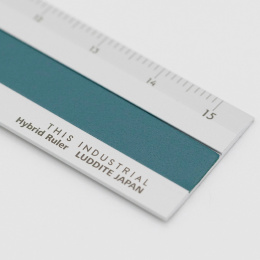 12 13 14 15
THIS INDUSTRIAL
Hybrid Ruler LUDDITE JAPAN